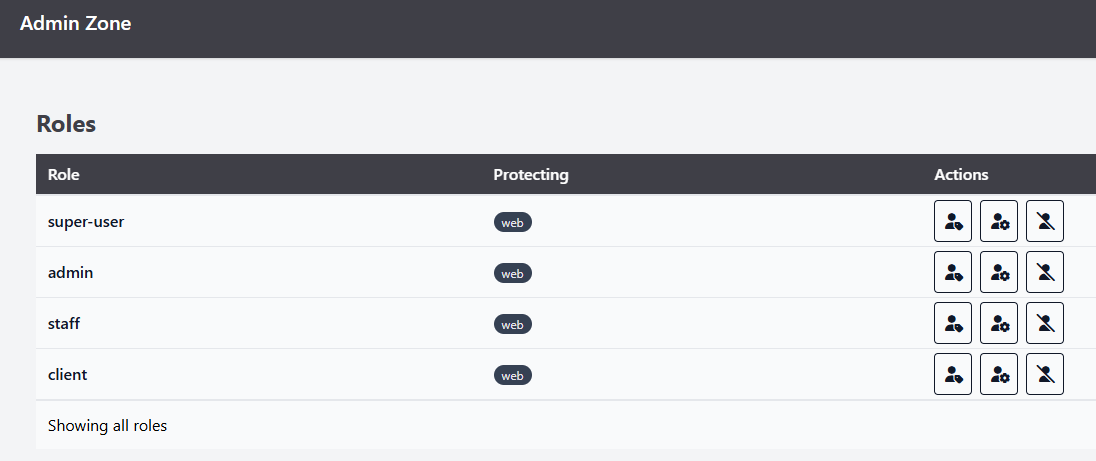 Admin Zone
Roles
Role Protecting Actions
super-user web
admin web
staff web
client web
Showing all roles